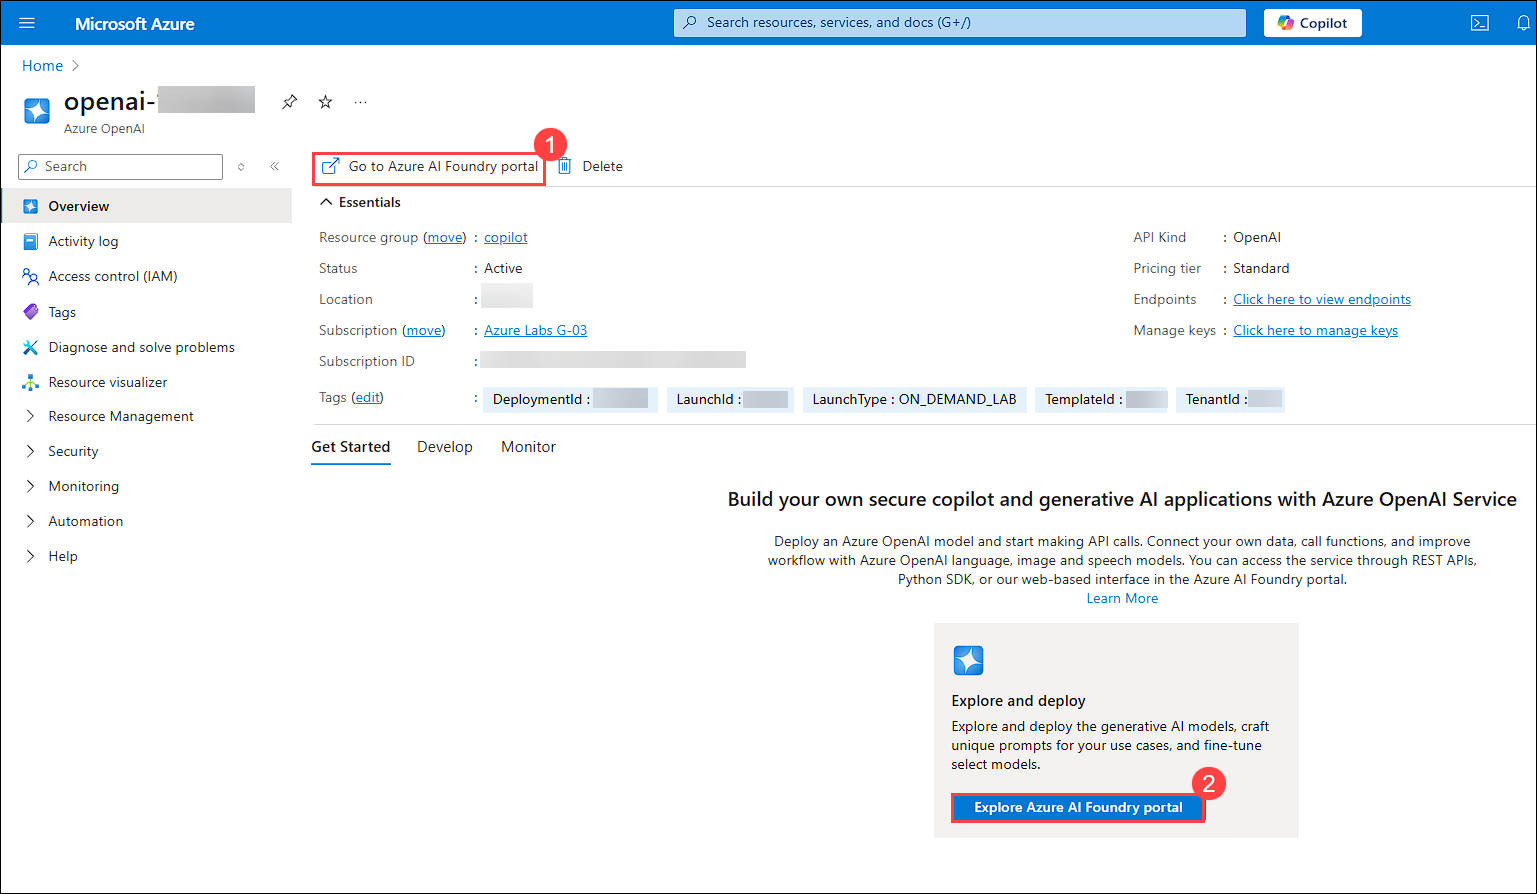 Microsoft Azure
Search resources, services, and docs (G+/)
Copilot
Home
openai-
Azure OpenAI
Search
Overview
Activity log
Access control (IAM)
Tags
Diagnose and solve problems
Resource visualizer
Resource Management
Security
Monitoring
Automation
Help
Go to Azure AI Foundry portal
1
Delete
Essentials
Resource group (move) : copilot
Status : Active
Location :
Subscription (move) : Azure Labs G-03
Subscription ID :
Tags (edit) : DeploymentId : LaunchId : LaunchType : ON_DEMAND_LAB TemplateId : TenantId :
API Kind : OpenAI
Pricing tier : Standard
Endpoints : Click here to view endpoints
Manage keys : Click here to manage keys
Get Started Develop Monitor
Build your own secure copilot and generative AI applications with Azure OpenAI Service
Deploy an Azure OpenAI model and start making API calls. Connect your own data, call functions, and improve
workflow with Azure OpenAI language, image and speech models. You can access the service through REST APIs,
Python SDK, or our web-based interface in the Azure AI Foundry portal.
Learn More
Explore and deploy
Explore and deploy the generative AI models, craft
unique prompts for your use cases, and fine-tune
select models.
2
Explore Azure AI Foundry portal